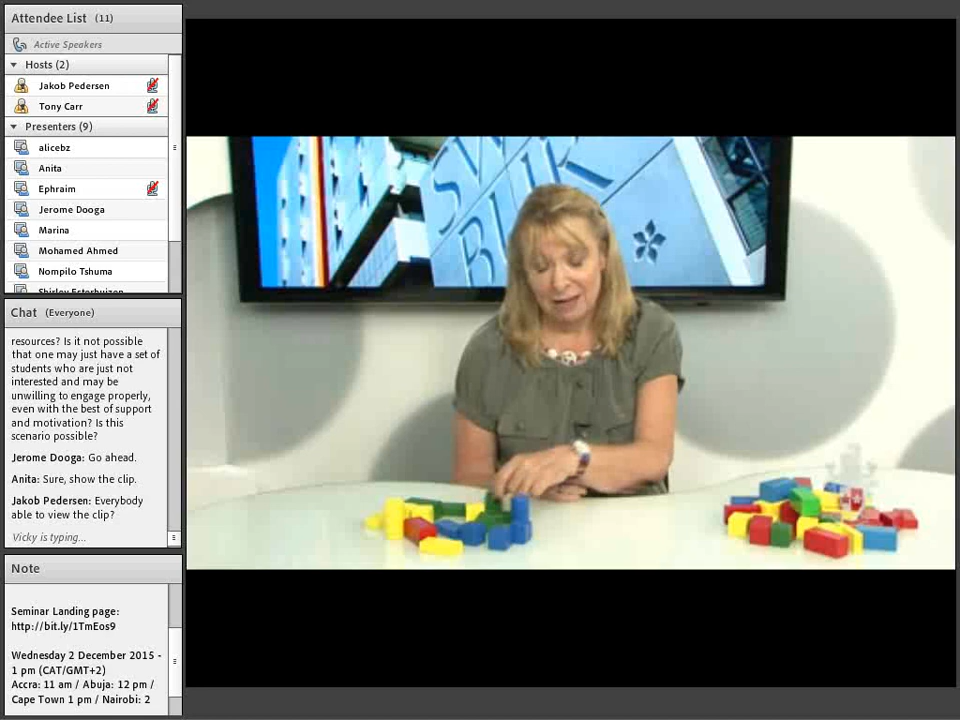 Attendee List (11)
Active Speakers
Hosts (2)
Jakob Pedersen
Tony Carr
Presenters (9)
alicebz
Anita
Ephraim
Jerome Dooga
Marina
Mohamed Ahmed
Nompilo Tshuma
Shirley Esterhuizen
Chat (Everyone)
resources? Is it not possible
that one may just have a set of
students who are just not
interested and may be
unwilling to engage properly,
even with the best of support
and motivation? Is this
scenario possible?
Jerome Dooga: Go ahead.
Anita: Sure, show the clip.
Jakob Pedersen: Everybody
able to view the clip?
Vicky is typing...
Note
Seminar Landing page:
http://bit.ly/1TmEos9
Wednesday 2 December 2015 -
1 pm (CAT/GMT+2)
Accra: 11 am / Abuja: 12 pm /
Cape Town 1 pm / Nairobi: 2